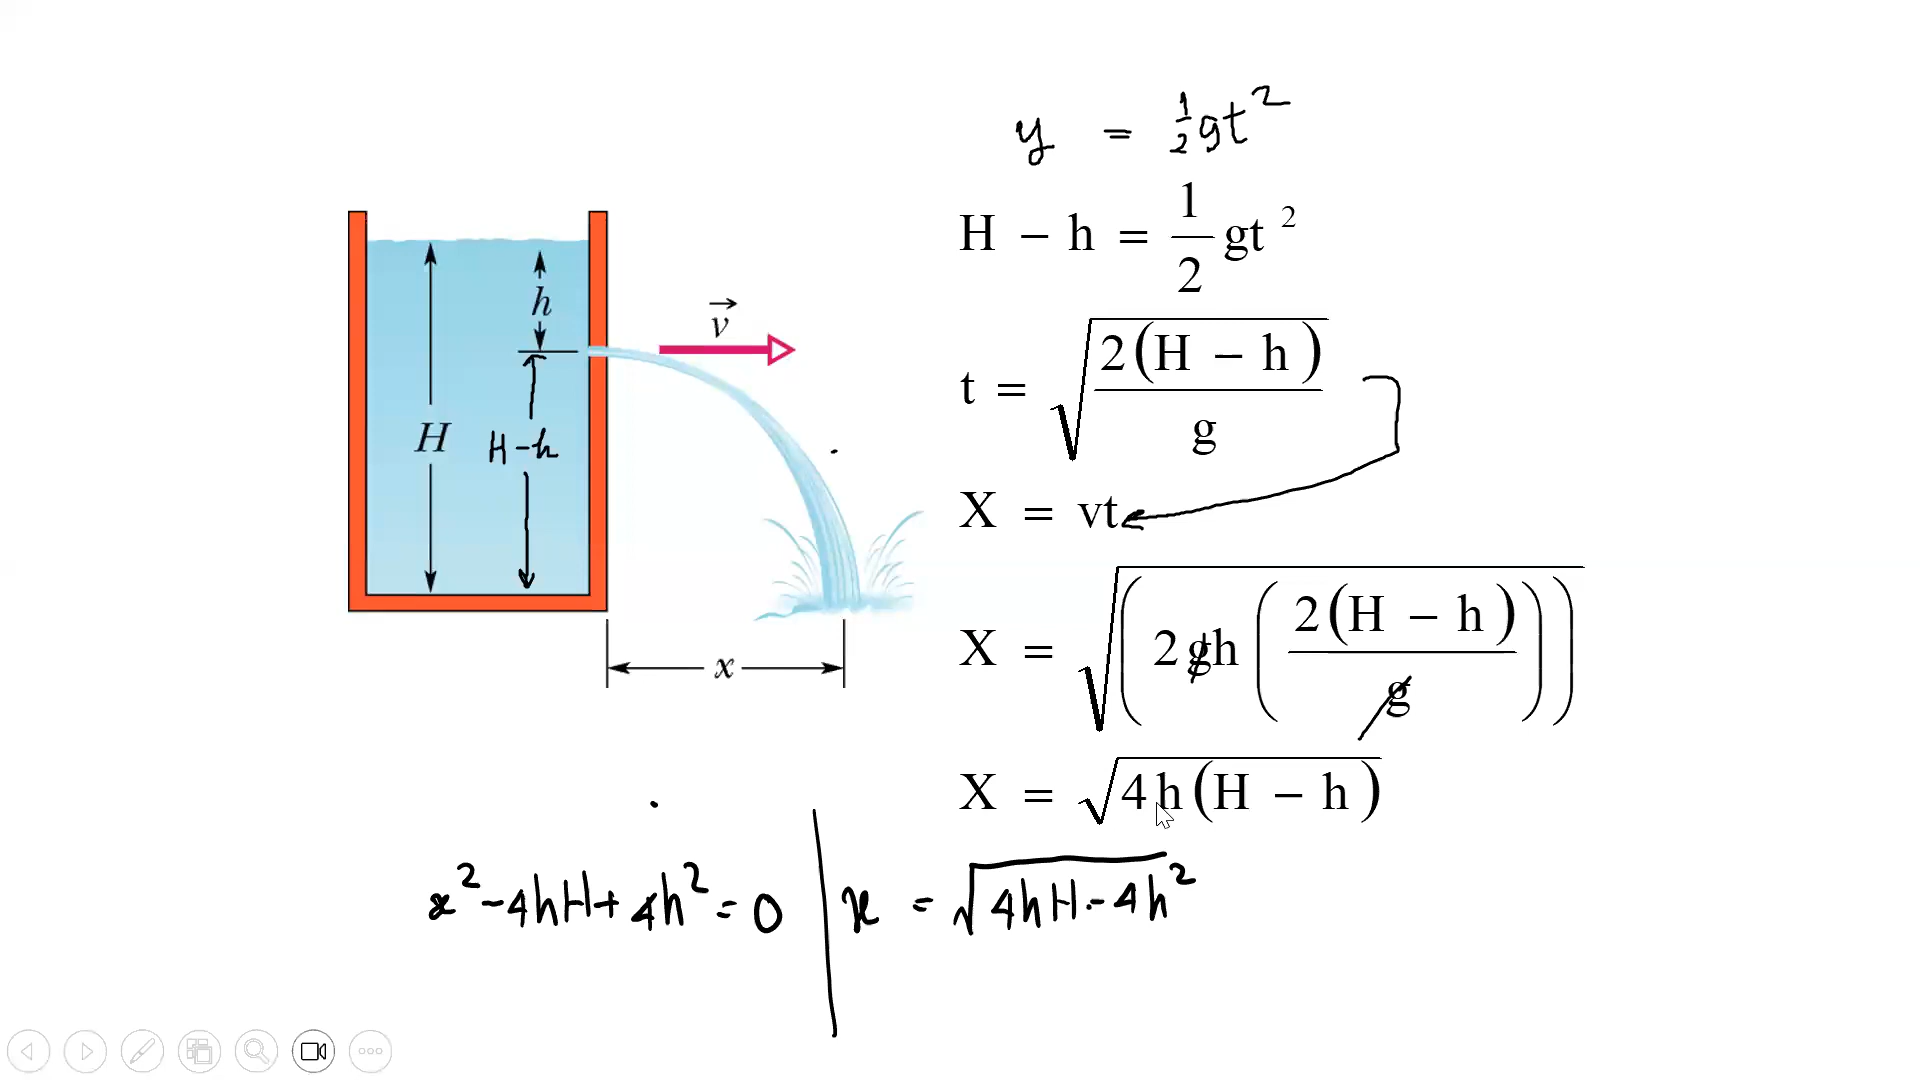 y = ½gt²
H − h = 1/2 gt²
t = √(2(H − h)/g)
X = vt
X = √((2gh(2(H − h)/g)))
X = √(4h(H − h))
h
v⃗
H
H-h
x
x² - 4hH + 4h² = 0
x = √(4hH - 4h²)